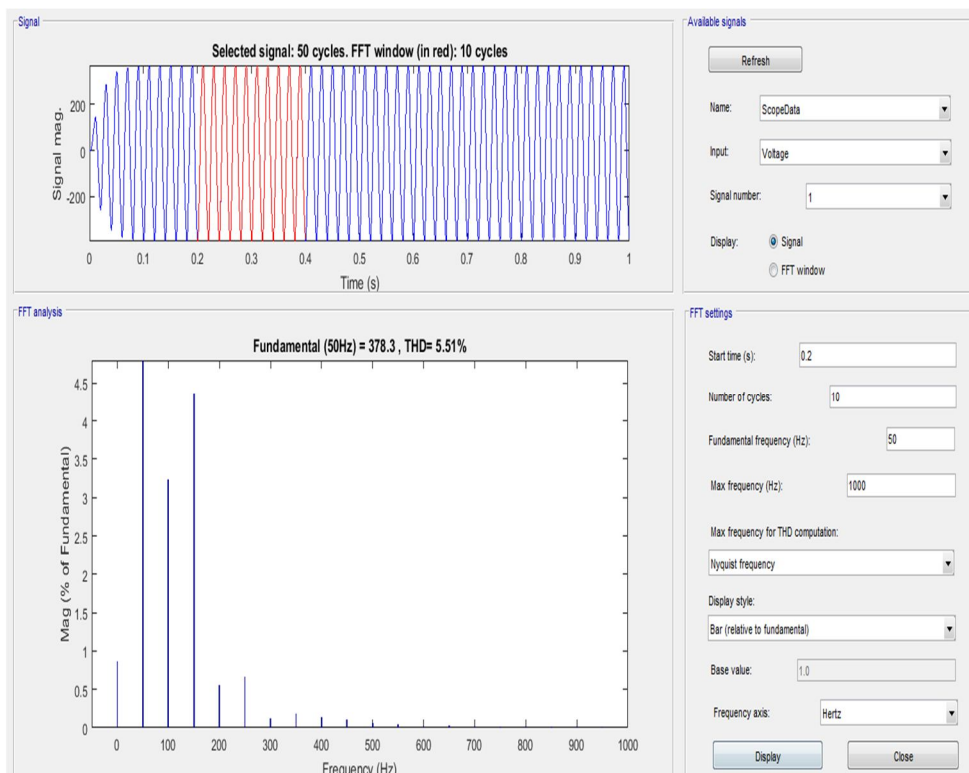 Signal
Selected signal: 50 cycles. FFT window (in red): 10 cycles
Signal mag.
200
0
-200
0 0.1 0.2 0.3 0.4 0.5 0.6 0.7 0.8 0.9 1
Time (s)
FFT analysis
Fundamental (50Hz) = 378.3 , THD= 5.51%
Mag (% of Fundamental)
4.5
4
3.5
3
2.5
2
1.5
1
0.5
0
0 100 200 300 400 500 600 700 800 900 1000
Frequency (Hz)
Available signals
Refresh
Name: ScopeData
Input: Voltage
Signal number: 1
Display: Signal
FFT window
FFT settings
Start time (s): 0.2
Number of cycles: 10
Fundamental frequency (Hz): 50
Max frequency (Hz): 1000
Max frequency for THD computation:
Nyquist frequency
Display style:
Bar (relative to fundamental)
Base value: 1.0
Frequency axis: Hertz
Display Close